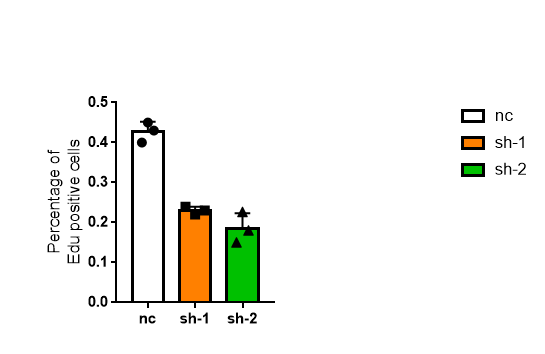 Percentage of
Edu positive cells
0.5
0.4
0.3
0.2
0.1
0.0
nc
sh-1
sh-2
nc
sh-1
sh-2